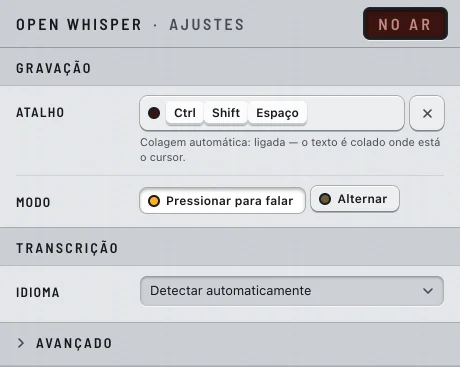 OPEN WHISPER · AJUSTES
NO AR
GRAVAÇÃO
ATALHO
Ctrl Shift Espaço
Colagem automática: ligada — o texto é colado onde está
o cursor.
MODO
Pressionar para falar
Alternar
TRANSCRIÇÃO
IDIOMA
Detectar automaticamente
AVANÇADO